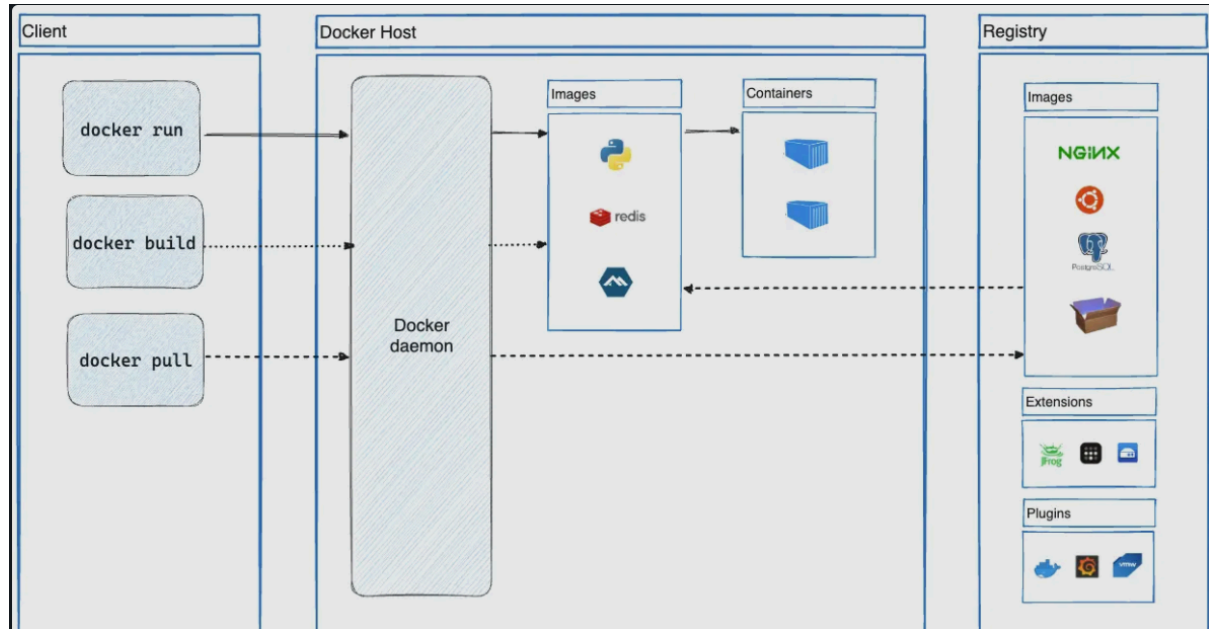 Client
docker run
docker build
docker pull
Docker Host
Docker
daemon
Images
redis
Containers
Registry
Images
NGINX
PostgreSQL
Extensions
JFrog
Plugins
vmw